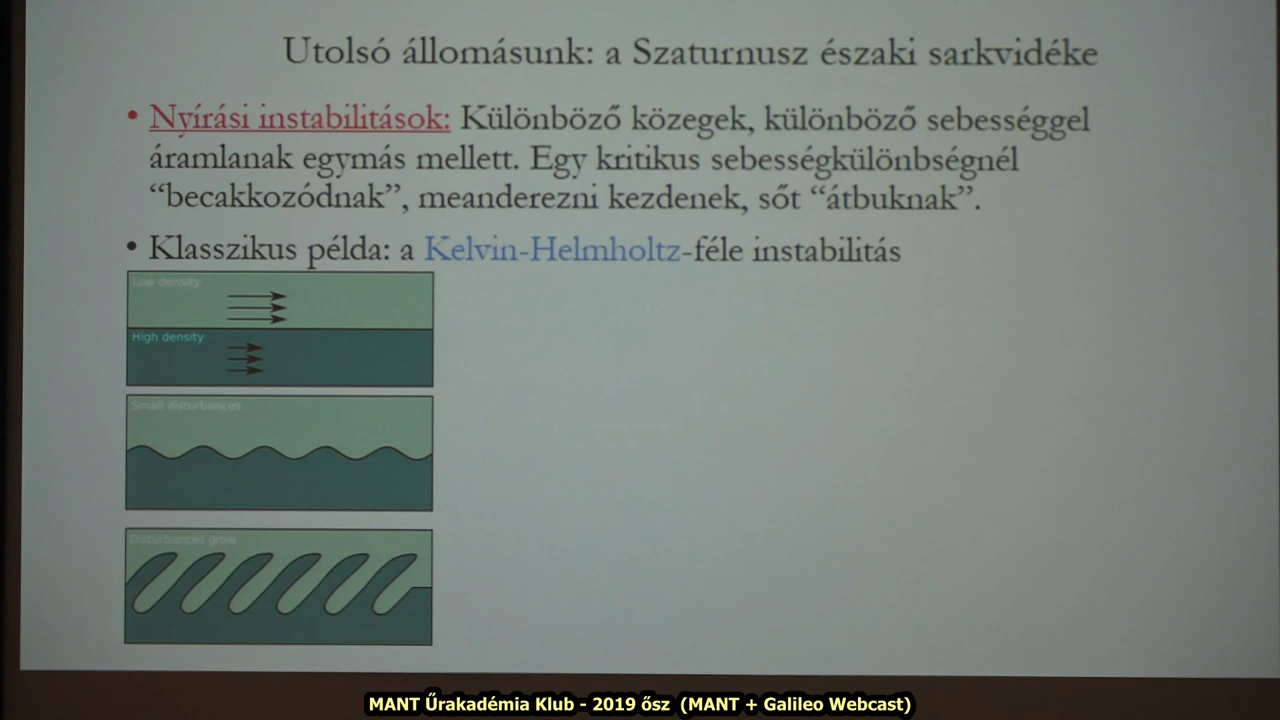 Utolsó állomásunk: a Szaturnusz északi sarkvidéke
• Nyírási instabilitások: Különböző közegek, különböző sebességgel
áramlanak egymás mellett. Egy kritikus sebességkülönbségnél
“becakkozódnak”, meanderezni kezdenek, sőt “átbuknak”.
• Klasszikus példa: a Kelvin-Helmholtz-féle instabilitás
Low density
High density
Small disturbances
Disturbances grow
MANT Űrakadémia Klub - 2019 ősz (MANT + Galileo Webcast)